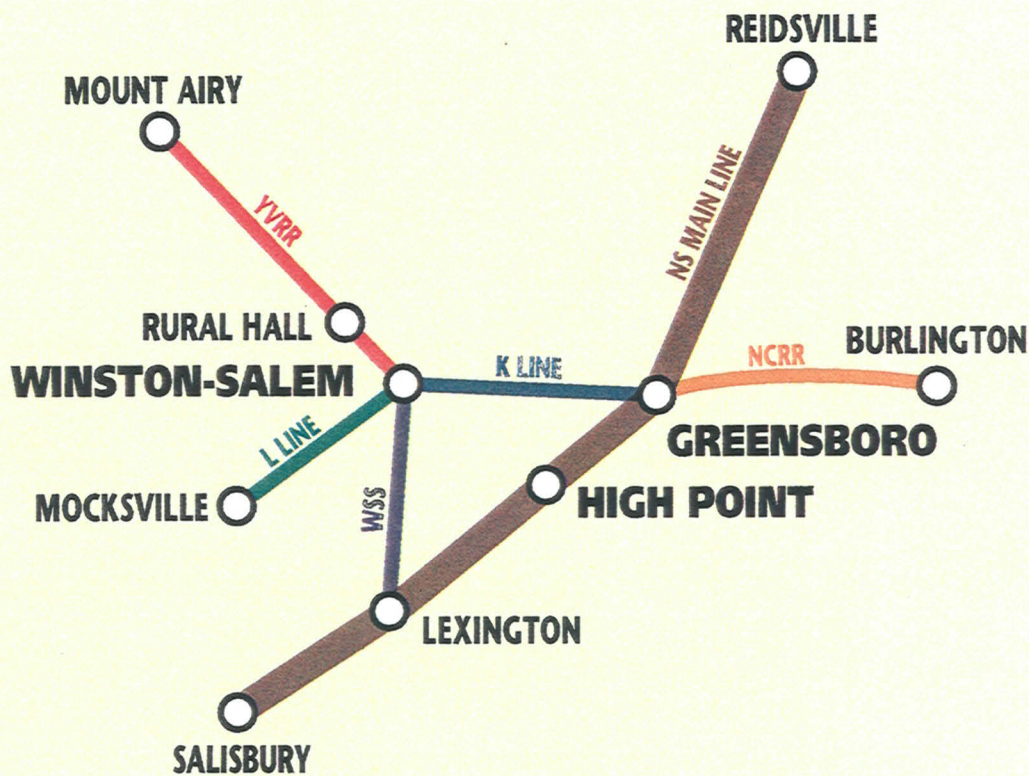 REIDSVILLE
MOUNT AIRY
YVRR
NS MAIN LINE
RURAL HALL
BURLINGTON
K LINE
NCRR
WINSTON-SALEM
L LINE
GREENSBORO
MOCKSVILLE
WSS
HIGH POINT
LEXINGTON
SALISBURY